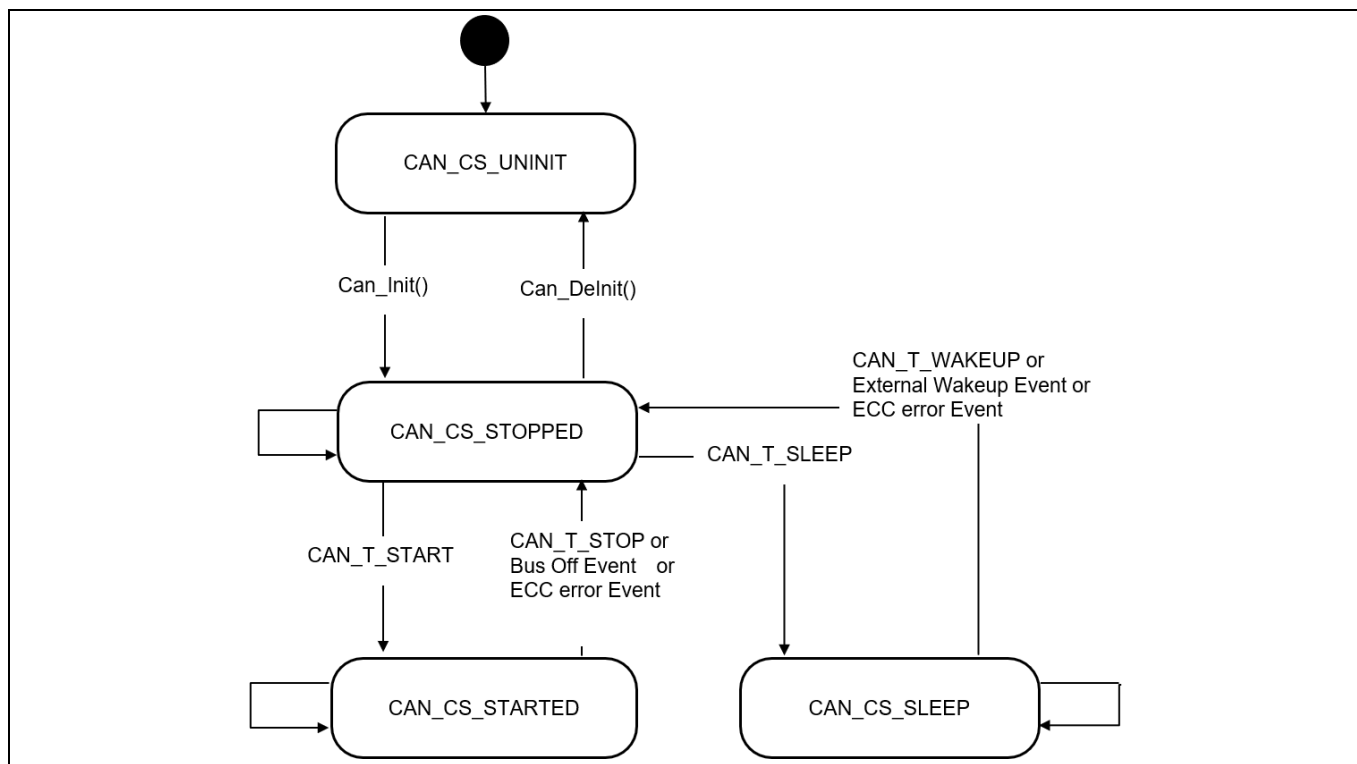 CAN_CS_UNINIT
Can_Init()
Can_DeInit()
CAN_T_WAKEUP or
External Wakeup Event or
ECC error Event
CAN_CS_STOPPED
CAN_T_SLEEP
CAN_T_START
CAN_T_STOP or
Bus Off Event or
ECC error Event
CAN_CS_STARTED
CAN_CS_SLEEP